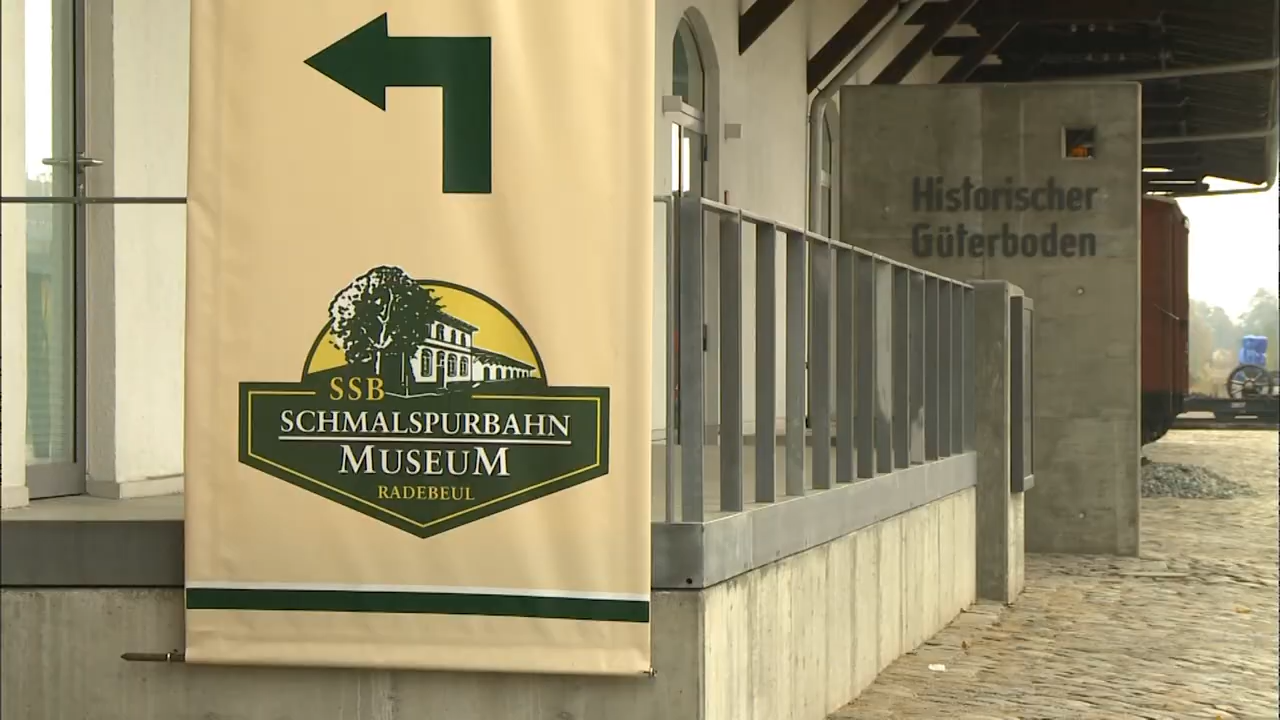 SSB
SCHMALSPURBAHN
MUSEUM
RADEBEUL
Historischer
Güterboden